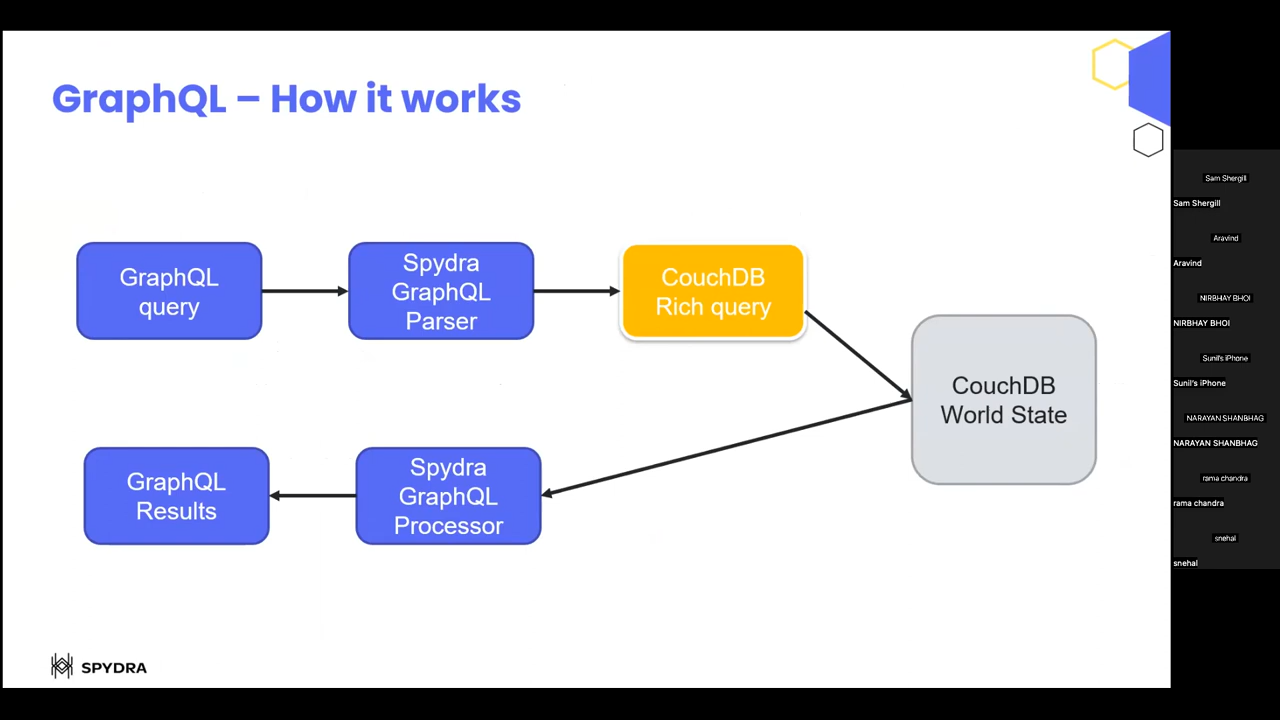 GraphQL – How it works
GraphQL
query
Spydra
GraphQL
Parser
CouchDB
Rich query
CouchDB
World State
GraphQL
Results
Spydra
GraphQL
Processor
SPYDRA
Sam Shergill
Sam Shergill
Aravind
Aravind
NIRBHAY BHOI
NIRBHAY BHOI
Sunil's iPhone
Sunil's iPhone
NARAYAN SHANBHAG
NARAYAN SHANBHAG
rama chandra
rama chandra
snehal
snehal